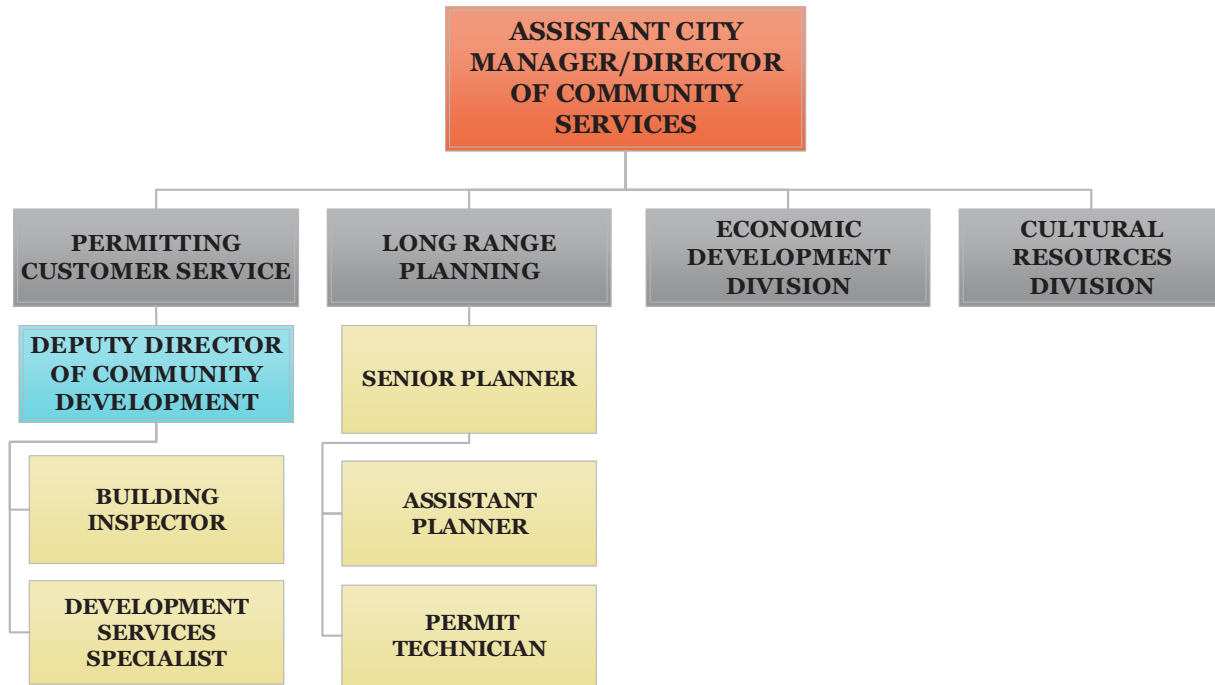 ASSISTANT CITY
MANAGER/DIRECTOR
OF COMMUNITY
SERVICES
PERMITTING
CUSTOMER SERVICE
LONG RANGE
PLANNING
ECONOMIC
DEVELOPMENT
DIVISION
CULTURAL
RESOURCES
DIVISION
DEPUTY DIRECTOR
OF COMMUNITY
DEVELOPMENT
SENIOR PLANNER
BUILDING
INSPECTOR
ASSISTANT
PLANNER
DEVELOPMENT
SERVICES
SPECIALIST
PERMIT
TECHNICIAN